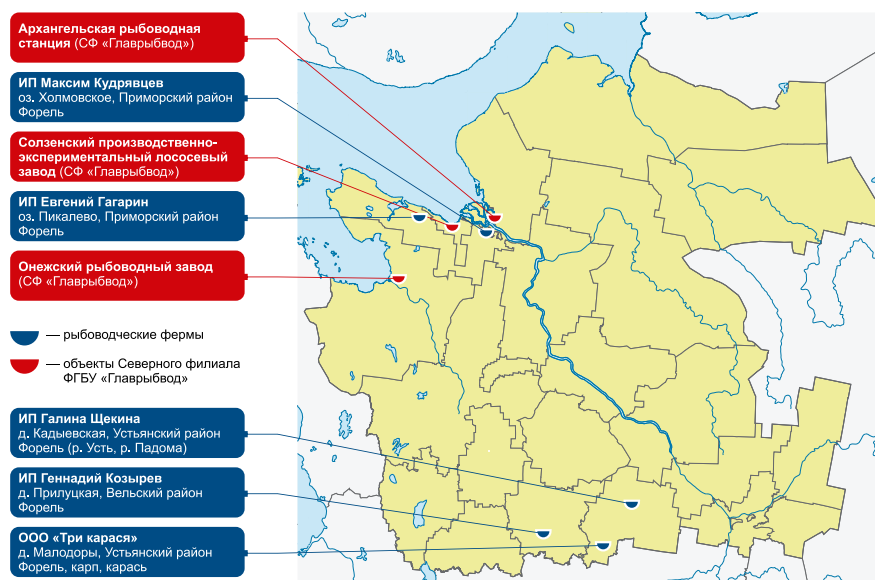 Архангельская рыбоводная
станция (СФ «Главрыбвод»)
ИП Максим Кудрявцев
оз. Холмовское, Приморский район
Форель
Солзенский производственно-
экспериментальный лососевый
завод (СФ «Главрыбвод»)
ИП Евгений Гагарин
оз. Пикалево, Приморский район
Форель
Онежский рыбоводный завод
(СФ «Главрыбвод»)
— рыбоводческие фермы
— объекты Северного филиала
ФГБУ «Главрыбвод»
ИП Галина Щекина
д. Кадыевская, Устьянский район
Форель (р. Усть, р. Падома)
ИП Геннадий Козырев
д. Прилуцкая, Вельский район
Форель
ООО «Три карася»
д. Малодоры, Устьянский район
Форель, карп, карась